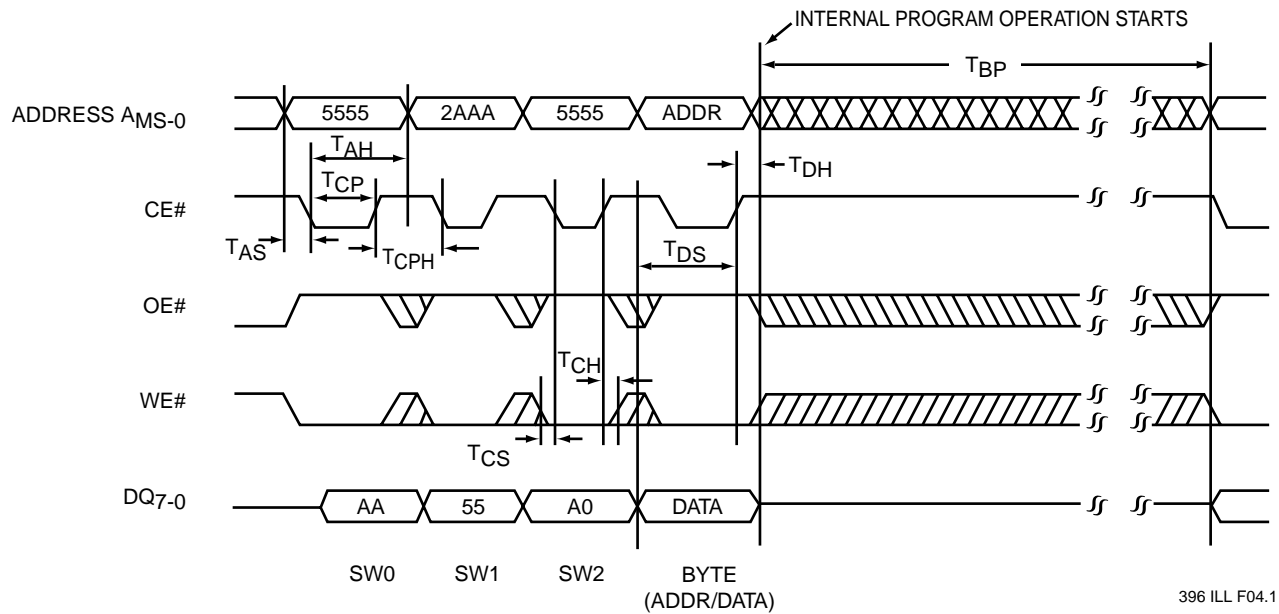 INTERNAL PROGRAM OPERATION STARTS
TBP
ADDRESS AMS-0
5555
2AAA
5555
ADDR
TAH
TDH
TCP
CE#
TAS
TCPH
TDS
OE#
TCH
WE#
TCS
DQ7-0
AA
55
A0
DATA
SW0
SW1
SW2
BYTE
(ADDR/DATA)
396 ILL F04.1